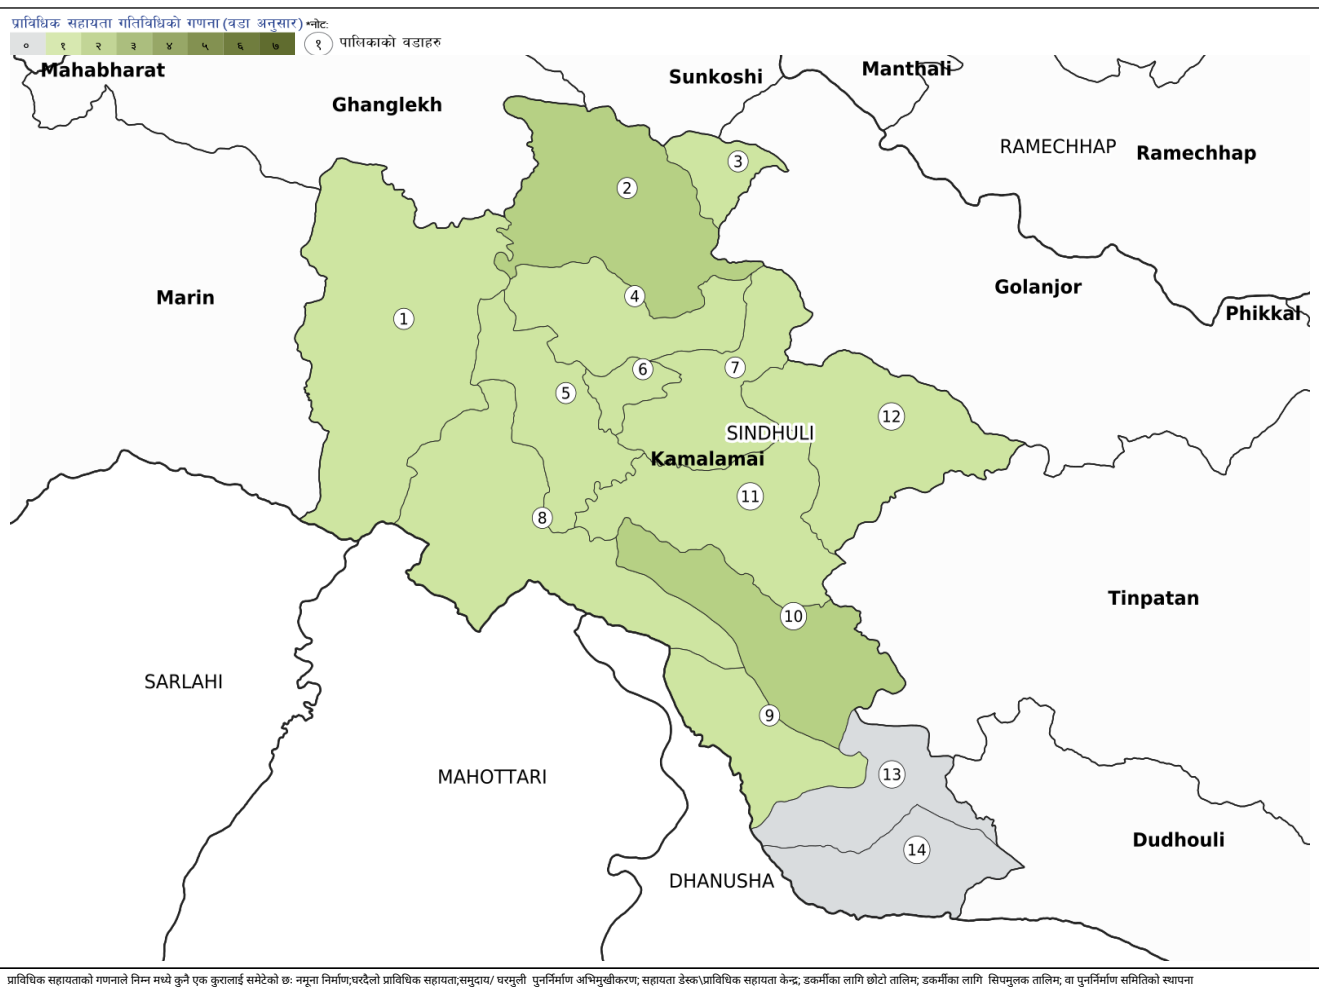 प्राविधिक सहायता गतिविधिको गणना (वडा अनुसार) *नोट:
० १ २ ३ ४ ५ ६ ७ १ पालिकाको वडाहरु
Mahabharat
Sunkoshi
Manthali
Ghanglekh
RAMECHHAP
Ramechhap
3
2
Golanjor
Marin
4
Phikkal
1
6
7
5
12
SINDHULI
Kamalamai
11
8
Tinpatan
10
SARLAHI
9
MAHOTTARI
13
Dudhouli
14
DHANUSHA
प्राविधिक सहायताको गणनाले निम्न मध्ये कुनै एक कुरालाई समेटेको छः नमूना निर्माण;घरदैलो प्राविधिक सहायता;समुदाय/ घरमुली पुनर्निर्माण अभिमुखीकरण; सहायता डेस्क\प्राविधिक सहायता केन्द्र; डकर्मीका लागि छोटो तालिम; डकर्मीका लागि सिपमुलक तालिम; वा पुनर्निर्माण समितिको स्थापना